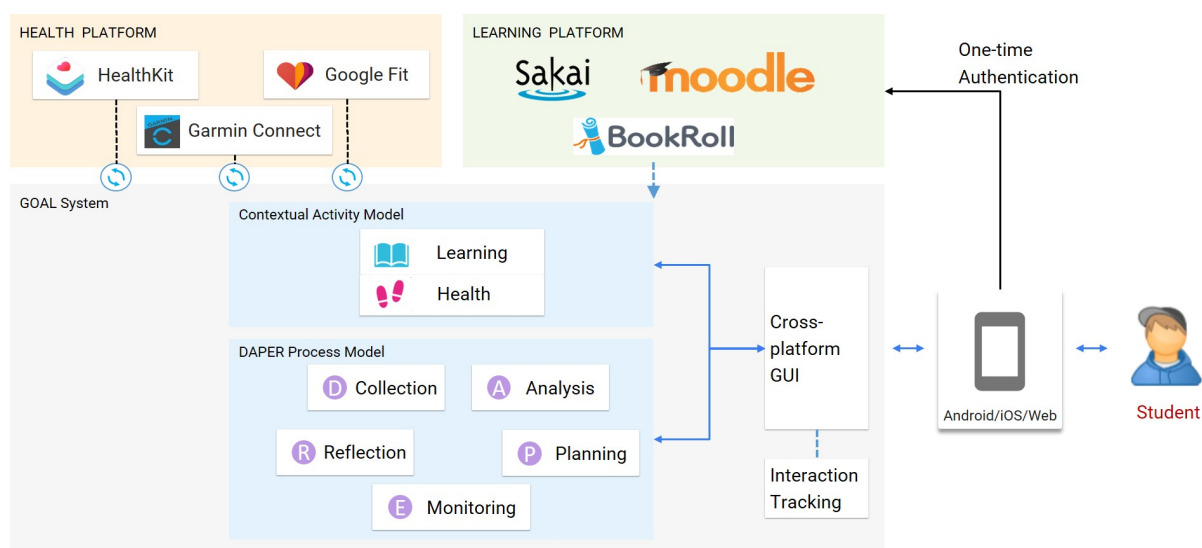 HEALTH PLATFORM
HealthKit
Google Fit
GARMIN
Garmin Connect
LEARNING PLATFORM
Sakai
moodle
BookRoll
One-time
Authentication
GOAL System
Contextual Activity Model
Learning
Health
DAPER Process Model
D Collection
A Analysis
R Reflection
P Planning
E Monitoring
Cross-
platform
GUI
Interaction
Tracking
Android/iOS/Web
Student